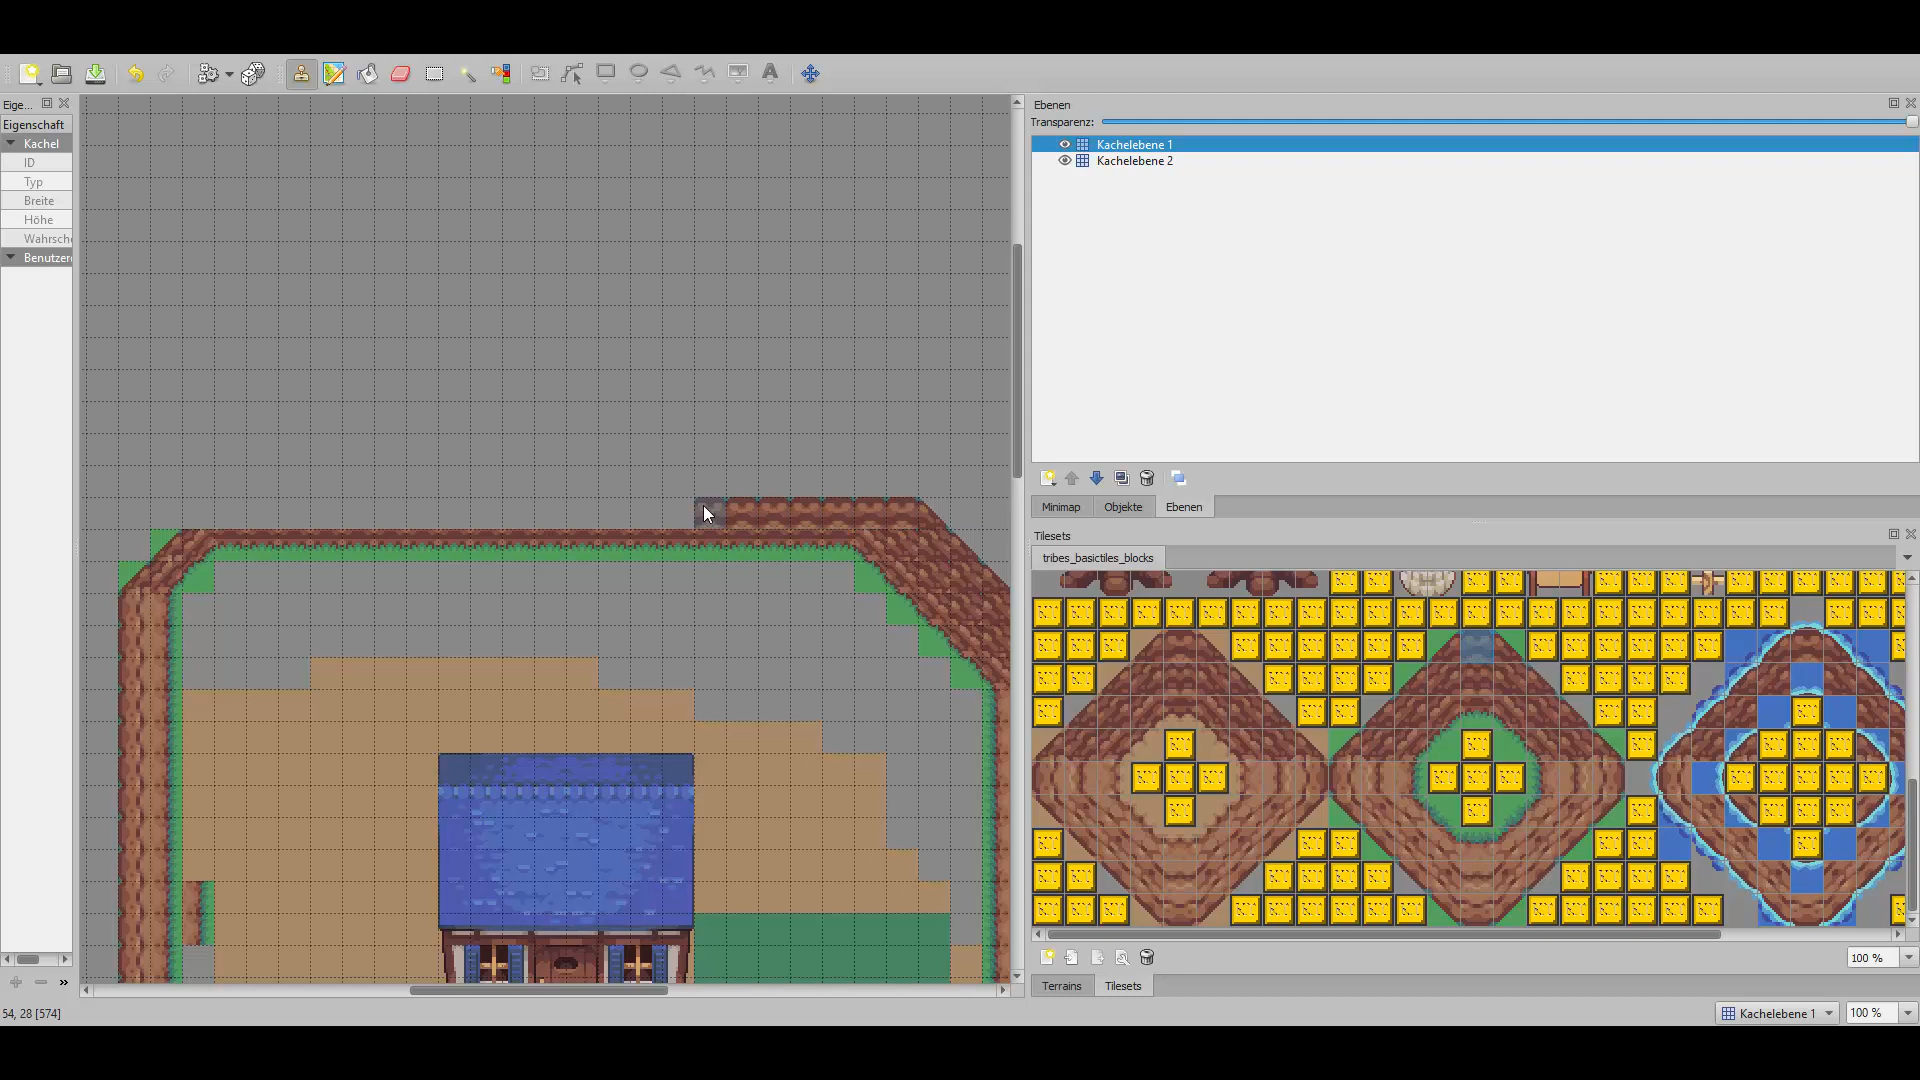 Eige...
Eigenschaft
Kachel
ID
Typ
Breite
Höhe
Wahrsche
Benutzer
54, 28 [574]
Ebenen
Transparenz:
Kachelebene 1
Kachelebene 2
Minimap
Objekte
Ebenen
Tilesets
tribes_basictiles_blocks
100 %
Terrains
Tilesets
Kachelebene 1
100 %